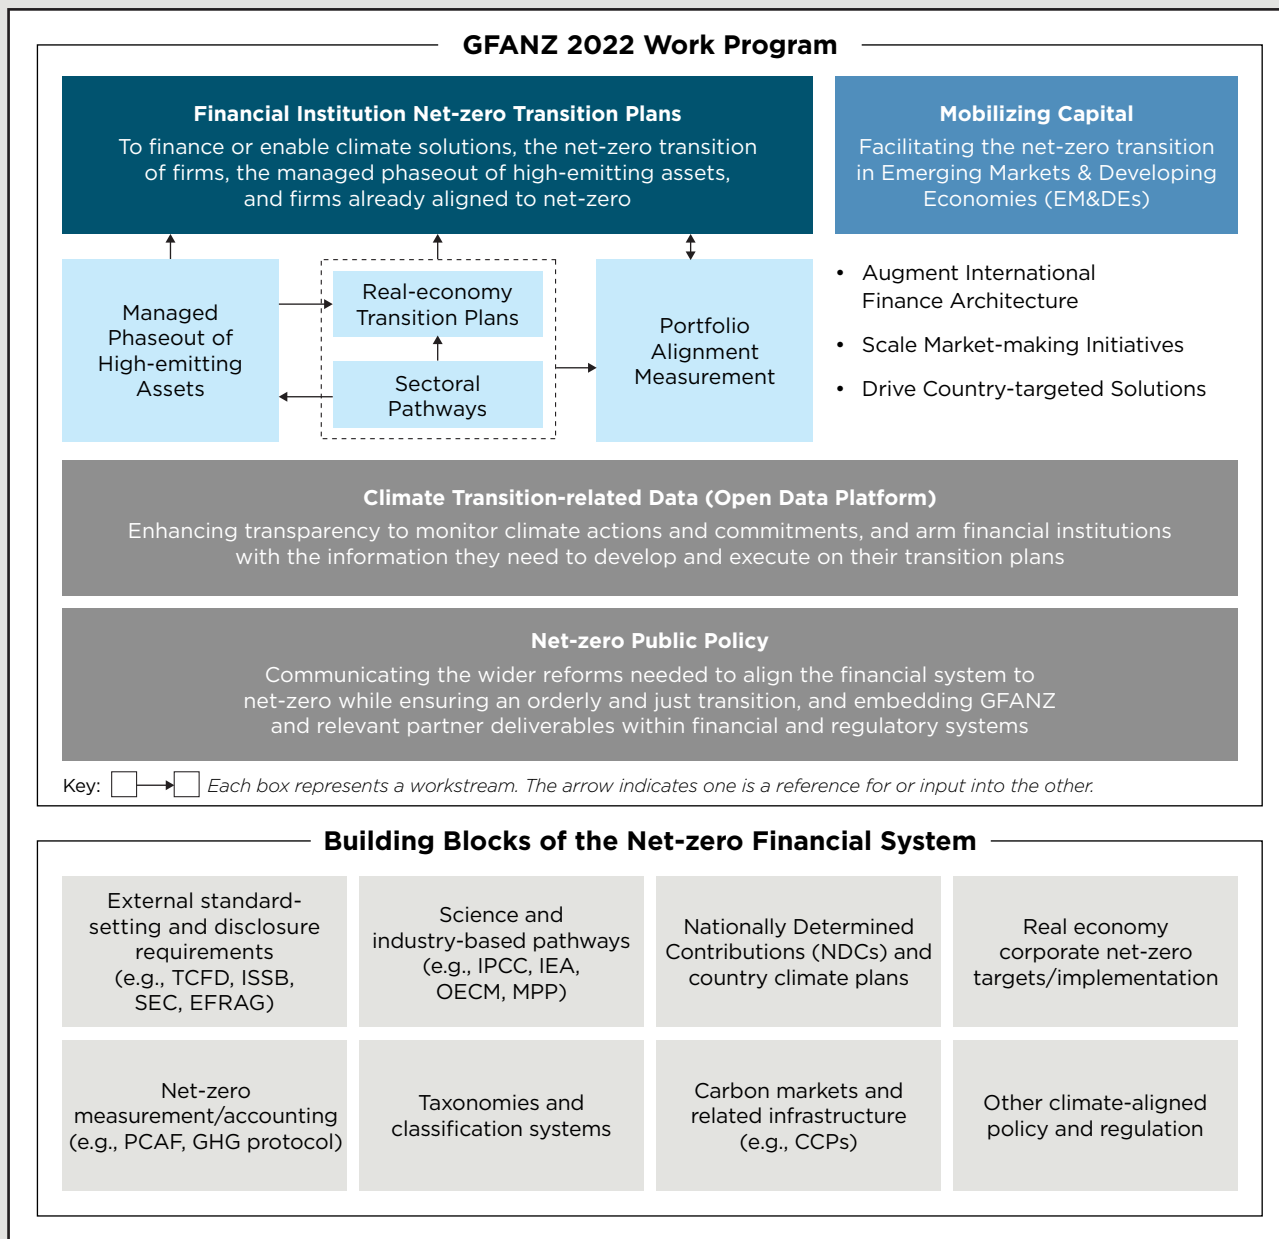 GFANZ 2022 Work Program
Financial Institution Net-zero Transition Plans
To finance or enable climate solutions, the net-zero transition
of firms, the managed phaseout of high-emitting assets,
and firms already aligned to net-zero
Mobilizing Capital
Facilitating the net-zero transition
in Emerging Markets & Developing
Economies (EM&DEs)
Managed
Phaseout of
High-emitting
Assets
Real-economy
Transition Plans
Sectoral
Pathways
Portfolio
Alignment
Measurement
• Augment International
Finance Architecture
• Scale Market-making Initiatives
• Drive Country-targeted Solutions
Climate Transition-related Data (Open Data Platform)
Enhancing transparency to monitor climate actions and commitments, and arm financial institutions
with the information they need to develop and execute on their transition plans
Net-zero Public Policy
Communicating the wider reforms needed to align the financial system to
net-zero while ensuring an orderly and just transition, and embedding GFANZ
and relevant partner deliverables within financial and regulatory systems
Key: Each box represents a workstream. The arrow indicates one is a reference for or input into the other.
Building Blocks of the Net-zero Financial System
External standard-
setting and disclosure
requirements
(e.g., TCFD, ISSB,
SEC, EFRAG)
Science and
industry-based pathways
(e.g., IPCC, IEA,
OECM, MPP)
Nationally Determined
Contributions (NDCs) and
country climate plans
Real economy
corporate net-zero
targets/implementation
Net-zero
measurement/accounting
(e.g., PCAF, GHG protocol)
Taxonomies and
classification systems
Carbon markets and
related infrastructure
(e.g., CCPs)
Other climate-aligned
policy and regulation